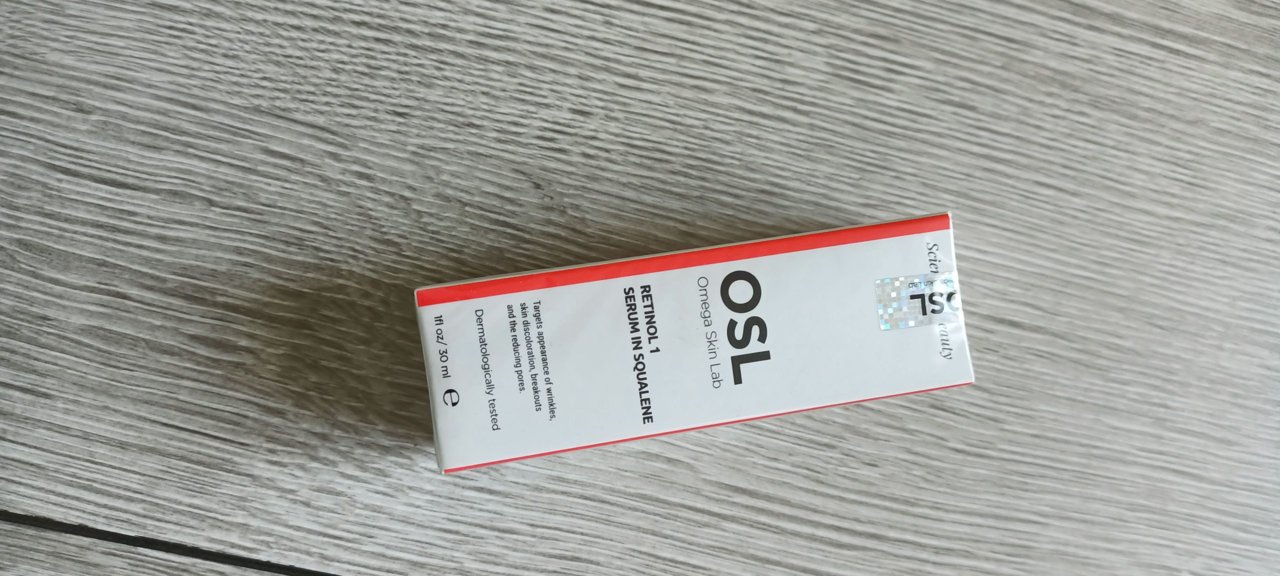 OSL
Omega Skin Lab
RETINOL 1
SERUM IN SQUALENE
Targets appearance of wrinkles,
skin discoloration, breakouts
and the reducing pores.
Dermatologically tested
1fl oz/ 30 ml e